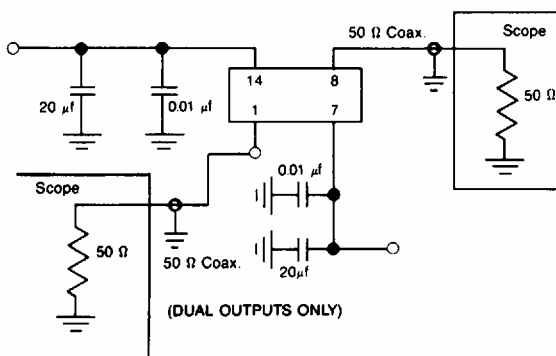 50 Ω Coax.
Scope
14
8
1
7
50 Ω
20 μf
0.01 μf
Scope
0.01 μf
50 Ω
50 Ω Coax.
20μf
(DUAL OUTPUTS ONLY)